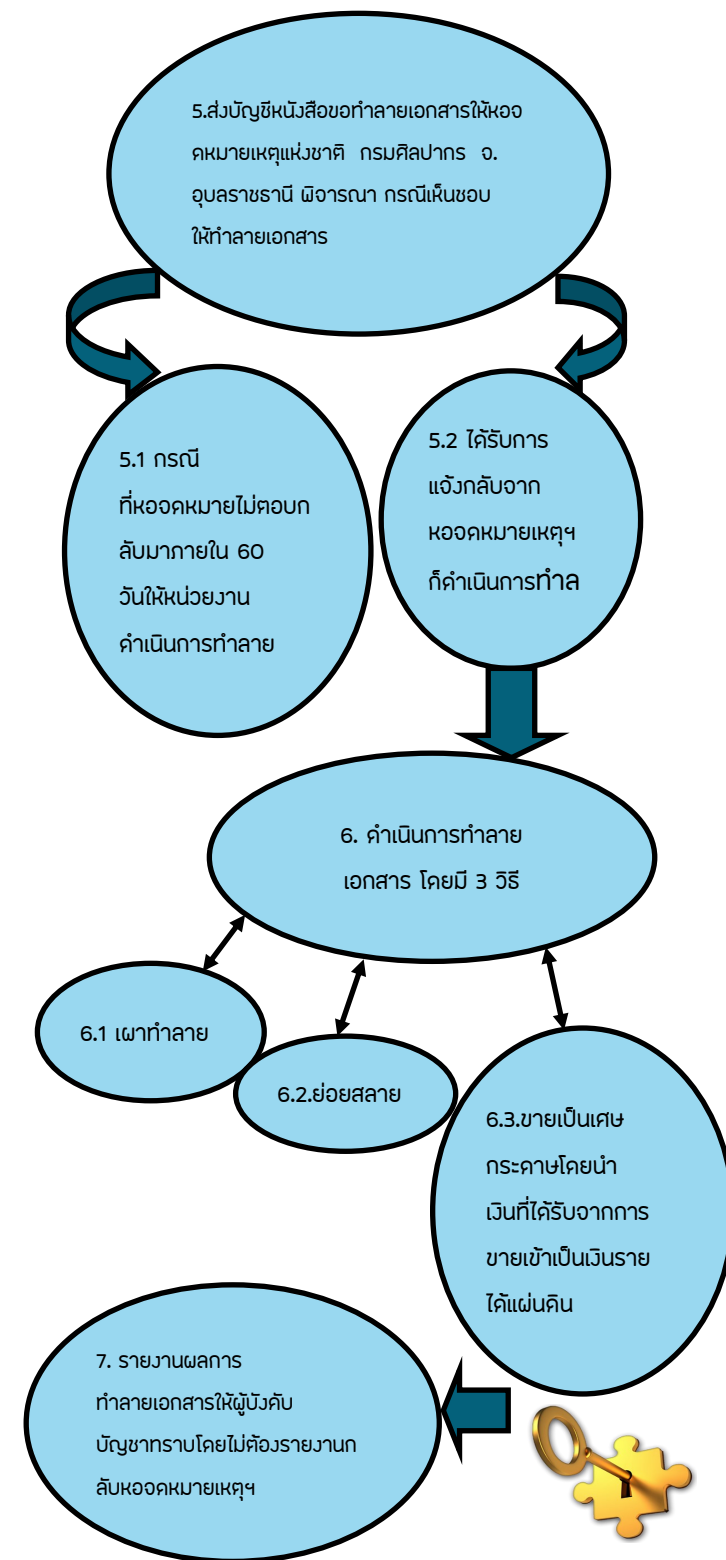 5.ส่งบัญชีหนังสือขอทำลายเอกสารให้หอจ
ดหมายเหตุแห่งชาติ กรมศิลปากร จ.
อุบลราชธานี พิจารณา กรณีเห็นชอบ
ให้ทำลายเอกสาร
5.1 กรณี
ที่หอจดหมายไม่ตอบก
ลับมาภายใน 60
วันให้หน่วยงาน
ดำเนินการทำลาย
5.2 ได้รับการ
แจ้งกลับจาก
หอจดหมายเหตุฯ
ก็ดำเนินการทำล
6. ดำเนินการทำลาย
เอกสาร โดยมี 3 วิธี
6.1 เผาทำลาย
6.2.ย่อยสลาย
6.3.ขายเป็นเศษ
กระดาษโดยนำ
เงินที่ได้รับจากการ
ขายเข้าเป็นเงินราย
ได้แผ่นดิน
7. รายงานผลการ
ทำลายเอกสารให้ผู้บังคับ
บัญชาทราบโดยไม่ต้องรายงานก
ลับหอจดหมายเหตุฯ